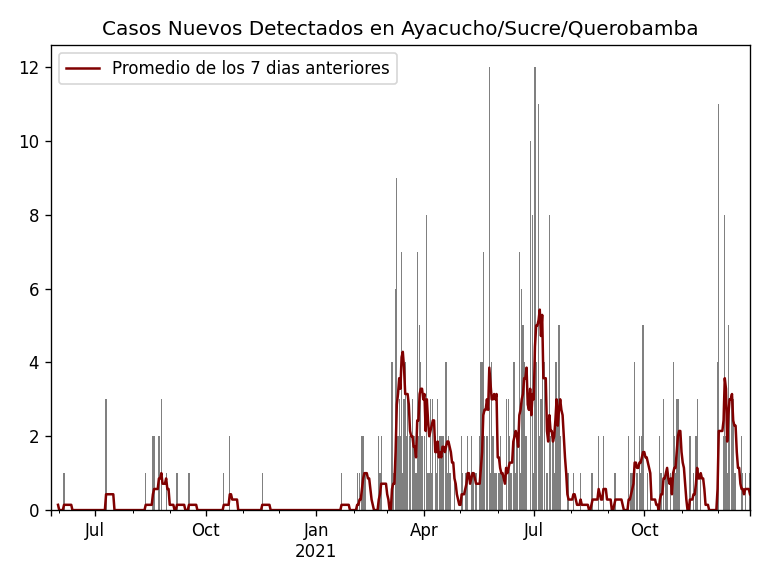 Casos Nuevos Detectados en Ayacucho/Sucre/Querobamba
Promedio de los 7 dias anteriores
12
10
8
6
4
2
0
Jul
Oct
Jan
2021
Apr
Jul
Oct